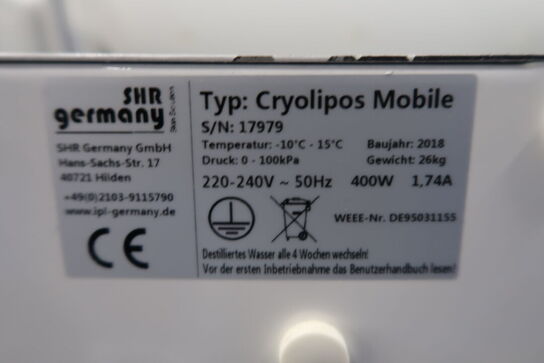 SHR
germany
Skin Solution
SHR Germany GmbH
Hans-Sachs-Str. 17
40721 Hilden
+49(0)2103-9115790
www.ipl-germany.de
CE
Typ: Cryolipos Mobile
S/N: 17979
Temperatur: -10°C - 15°C Baujahr: 2018
Druck: 0 - 100kPa Gewicht: 26kg
220-240V ~ 50Hz 400W 1,74A
WEEE-Nr. DE95031155
Destilliertes Wasser alle 4 Wochen wechseln!
Vor der ersten Inbetriebnahme das Benutzerhandbuch lesen!